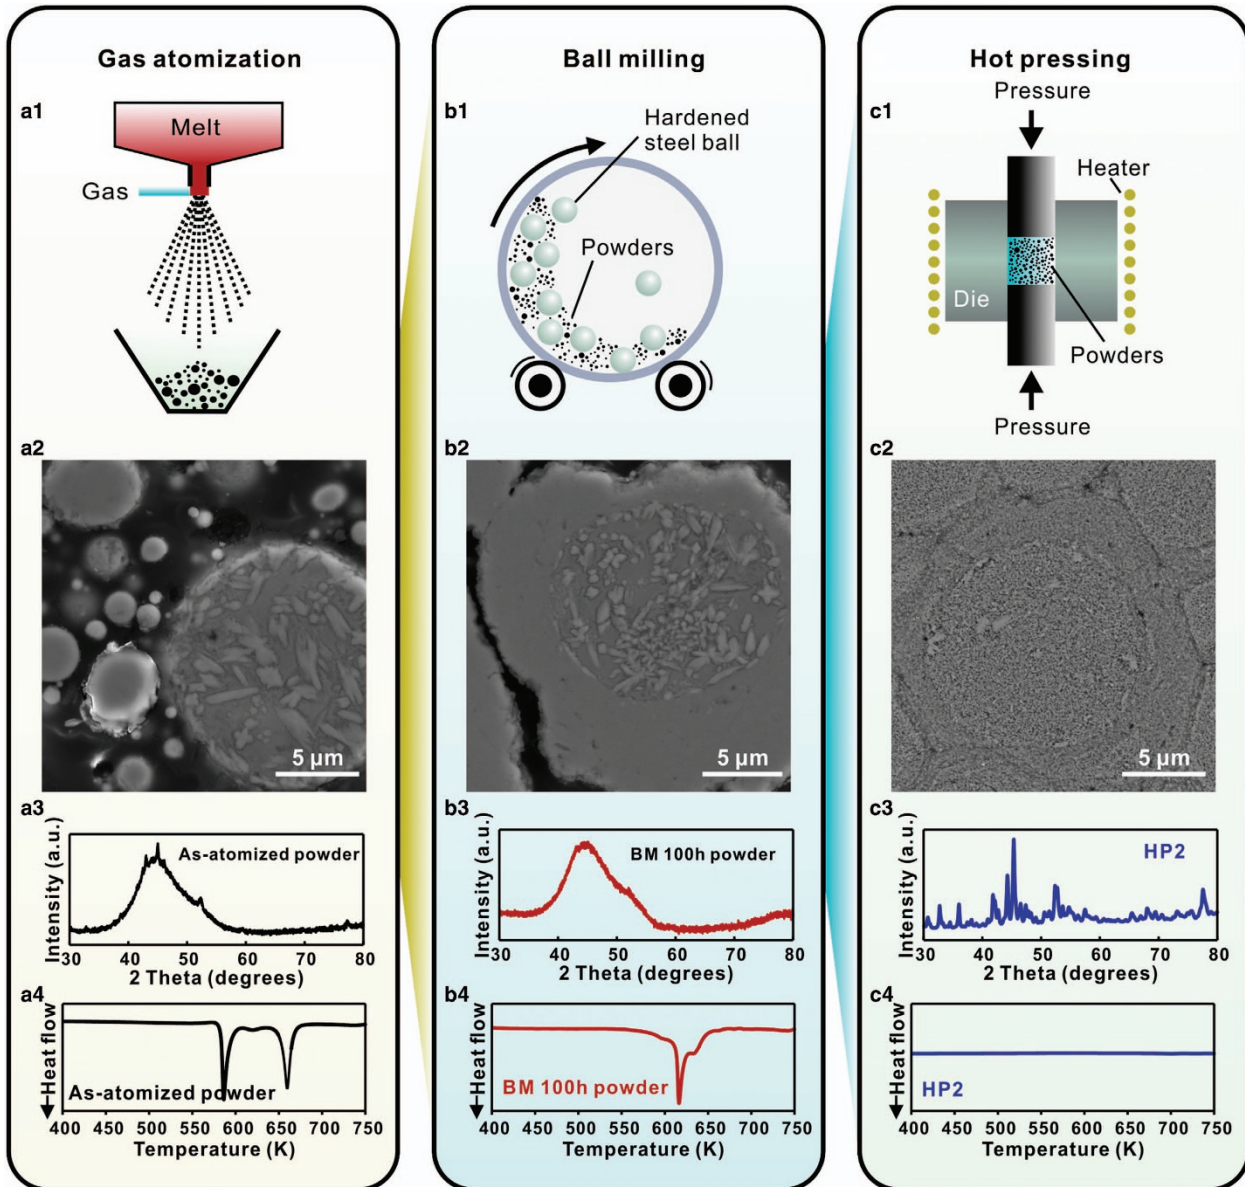 Gas atomization
a1
Melt
Gas
a2
5 µm
a3
Intensity (a.u.)
As-atomized powder
30 40 50 60 70 80
2 Theta (degrees)
a4
Heat flow
As-atomized powder
400 450 500 550 600 650 700 750
Temperature (K)
Ball milling
b1
Hardened
steel ball
Powders
b2
5 µm
b3
Intensity (a.u.)
BM 100h powder
30 40 50 60 70 80
2 Theta (degrees)
b4
Heat flow
BM 100h powder
400 450 500 550 600 650 700 750
Temperature (K)
Hot pressing
c1
Pressure
Heater
Die
Powders
Pressure
c2
5 µm
c3
Intensity (a.u.)
HP2
30 40 50 60 70 80
2 Theta (degrees)
c4
Heat flow
HP2
400 450 500 550 600 650 700 750
Temperature (K)